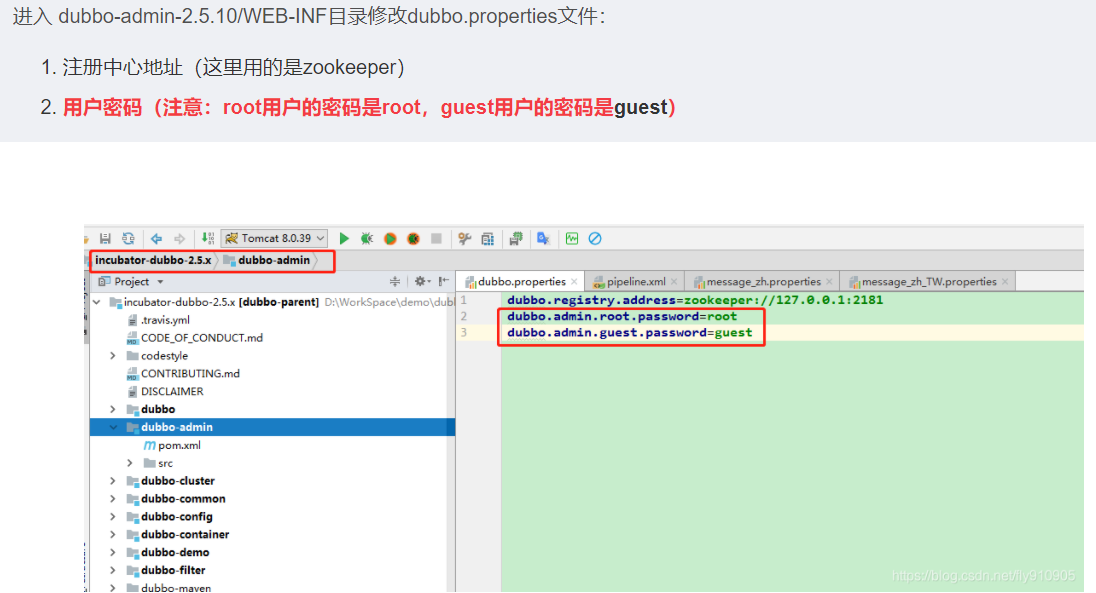 进入 dubbo-admin-2.5.10/WEB-INF目录修改dubbo.properties文件：
1. 注册中心地址（这里用的是zookeeper）
2. 用户密码（注意：root用户的密码是root，guest用户的密码是guest）
Tomcat 8.0.39
incubator-dubbo-2.5.x dubbo-admin
Project
dubbo.properties pipeline.xml message_zh.properties message_zh_TW.properties
incubator-dubbo-2.5.x [dubbo-parent] D:\WorkSpace\demo\dubl
1 dubbo.registry.address=zookeeper://127.0.0.1:2181
2 dubbo.admin.root.password=root
3 dubbo.admin.guest.password=guest
.travis.yml
CODE_OF_CONDUCT.md
codestyle
CONTRIBUTING.md
DISCLAIMER
dubbo
dubbo-admin
pom.xml
src
dubbo-cluster
dubbo-common
dubbo-config
dubbo-container
dubbo-demo
dubbo-filter
dubbo-maven
https://blog.csdn.net/liy910905